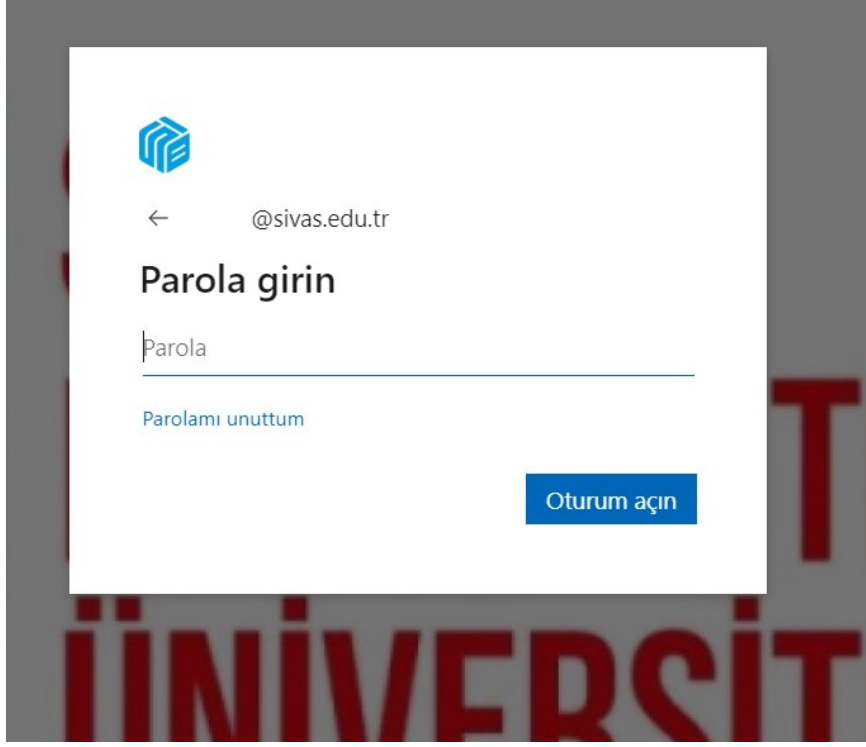 @sivas.edu.tr
Parola girin
Parola
Parolamı unuttum
Oturum açın
ÜNİVERSİT